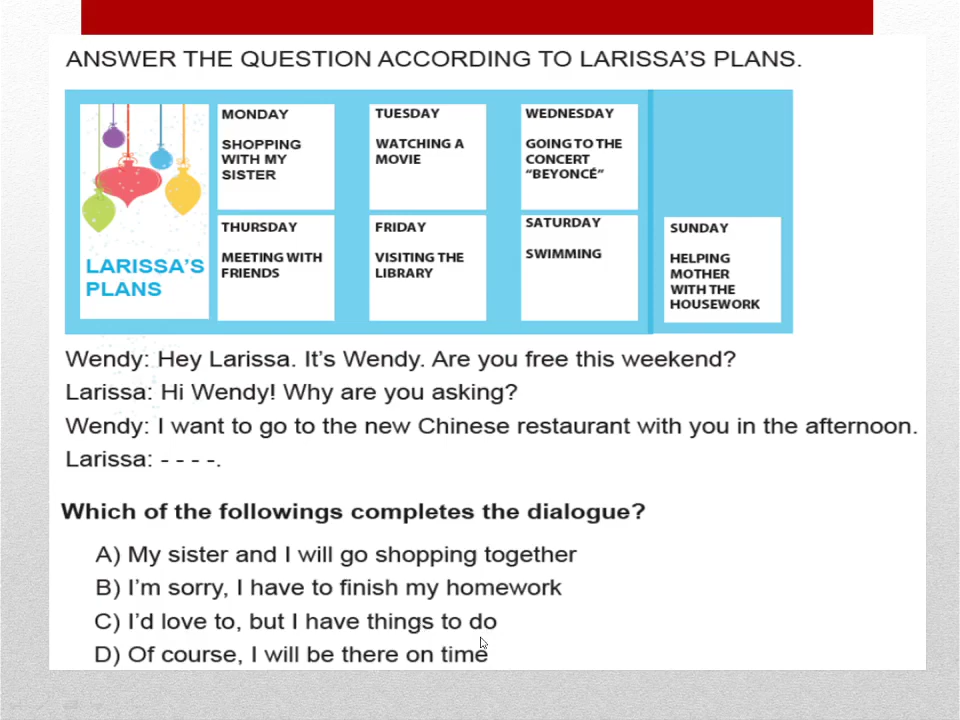 ANSWER THE QUESTION ACCORDING TO LARISSA'S PLANS.
LARISSA'S
PLANS
MONDAY
SHOPPING
WITH MY
SISTER
TUESDAY
WATCHING A
MOVIE
WEDNESDAY
GOING TO THE
CONCERT
“BEYONCÉ”
THURSDAY
MEETING WITH
FRIENDS
FRIDAY
VISITING THE
LIBRARY
SATURDAY
SWIMMING
SUNDAY
HELPING
MOTHER
WITH THE
HOUSEWORK
Wendy: Hey Larissa. It's Wendy. Are you free this weekend?
Larissa: Hi Wendy! Why are you asking?
Wendy: I want to go to the new Chinese restaurant with you in the afternoon.
Larissa: - - - -.
Which of the followings completes the dialogue?
A) My sister and I will go shopping together
B) I'm sorry, I have to finish my homework
C) I'd love to, but I have things to do
D) Of course, I will be there on time